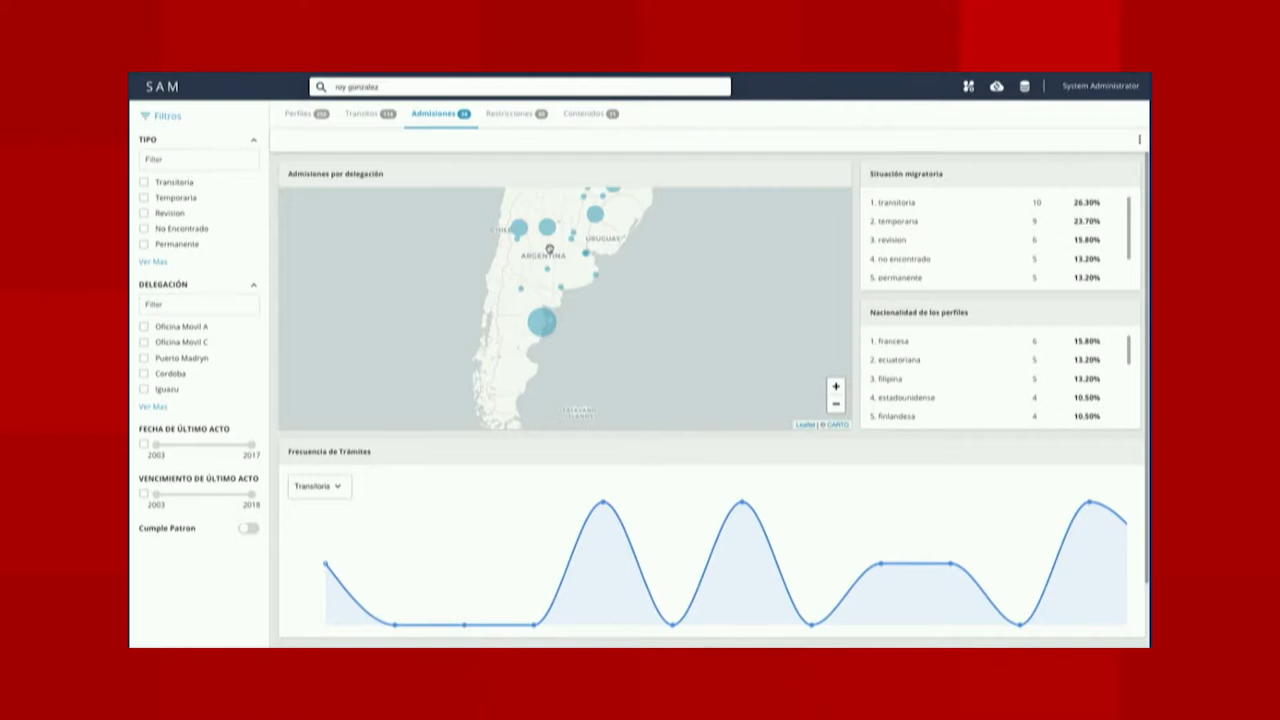 SAM
roy gonzalez
System Administrator
Filtros
Perfiles
Transitos
Admisiones
Restricciones
Contenidos
TIPO
Filter
Transitoria
Temporaria
Revision
No Encontrado
Permanente
Ver Mas
DELEGACIÓN
Filter
Oficina Movil A
Oficina Movil C
Puerto Madryn
Cordoba
Iguazu
Ver Mas
FECHA DE ÚLTIMO ACTO
2003 2017
VENCIMIENTO DE ÚLTIMO ACTO
2003 2018
Cumple Patron
Admisiones por delegación
CHILE
URUGUAY
ARGENTINA
FALKLAND
ISLANDS
+
−
Leaflet | © CARTO
Situación migratoria
1. transitoria 10 26.30%
2. temporaria 9 23.70%
3. revision 6 15.80%
4. no encontrado 5 13.20%
5. permanente 5 13.20%
Nacionalidad de los perfiles
1. francesa 6 15.80%
2. ecuatoriana 5 13.20%
3. filipina 5 13.20%
4. estadounidense 4 10.50%
5. finlandesa 4 10.50%
Frecuencia de Trámites
Transitoria